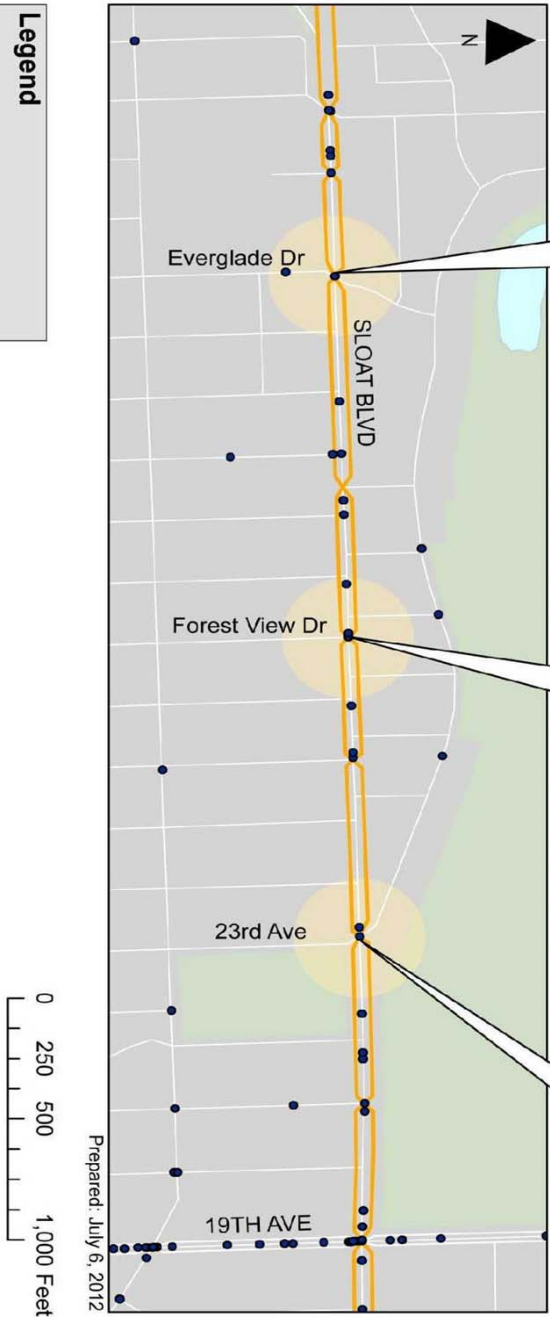 N
Everglade Dr
SLOAT BLVD
Forest View Dr
23rd Ave
19TH AVE
Legend
0 250 500 1,000 Feet
Prepared: July 6, 2012